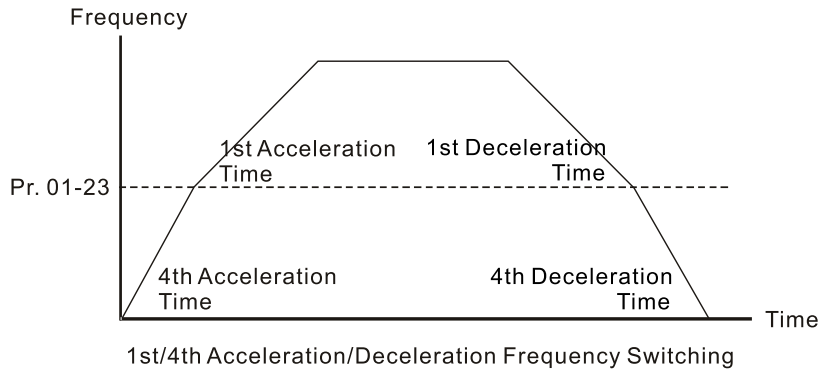 Frequency
1st Acceleration
Time
1st Deceleration
Time
Pr. 01-23
4th Acceleration
Time
4th Deceleration
Time
Time
1st/4th Acceleration/Deceleration Frequency Switching